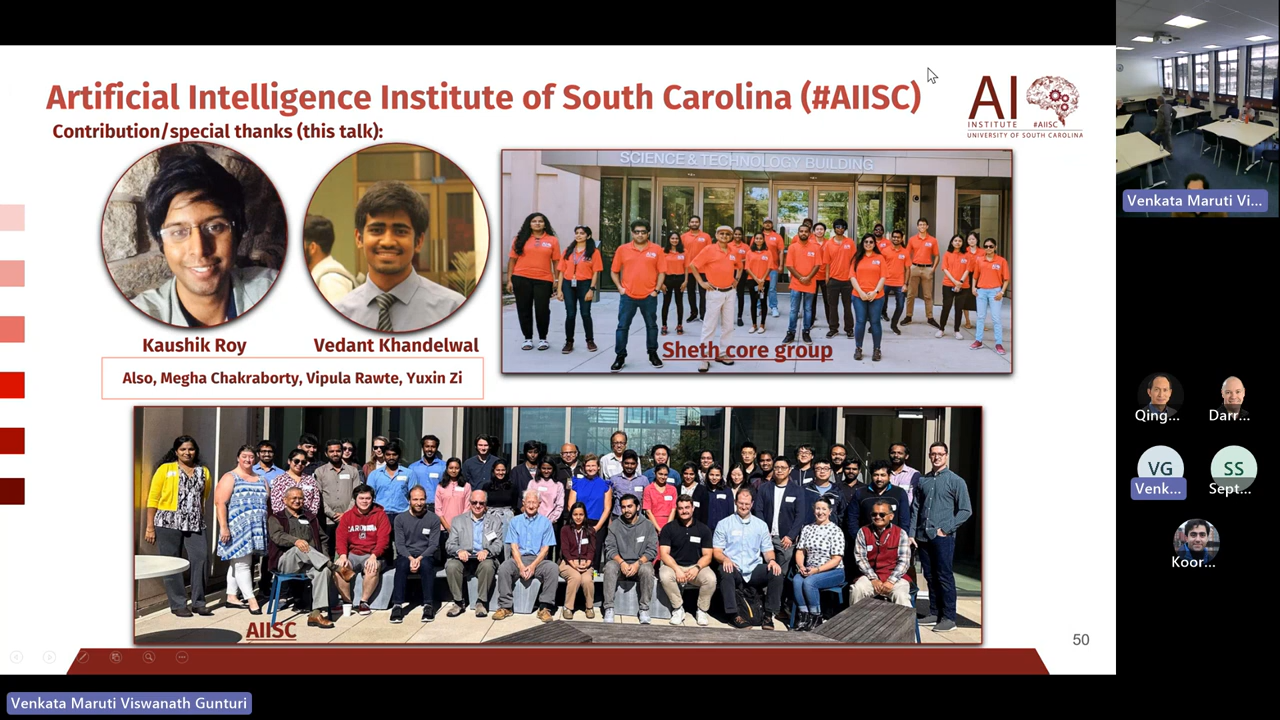 Artificial Intelligence Institute of South Carolina (#AIISC)
Contribution/special thanks (this talk):
AI
INSTITUTE #AIISC
UNIVERSITY OF SOUTH CAROLINA
SCIENCE & TECHNOLOGY BUILDING
Kaushik Roy
Vedant Khandelwal
Sheth core group
Also, Megha Chakraborty, Vipula Rawte, Yuxin Zi
AIISC
50
Venkata Maruti Viswanath Gunturi
Venkata Maruti Vi...
Qing...
Darr...
VG
SS
Venk...
Sept...
Koor...